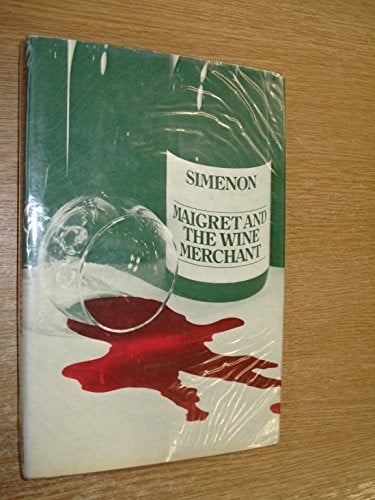 SIMENON
MAIGRET AND
THE WINE
MERCHANT